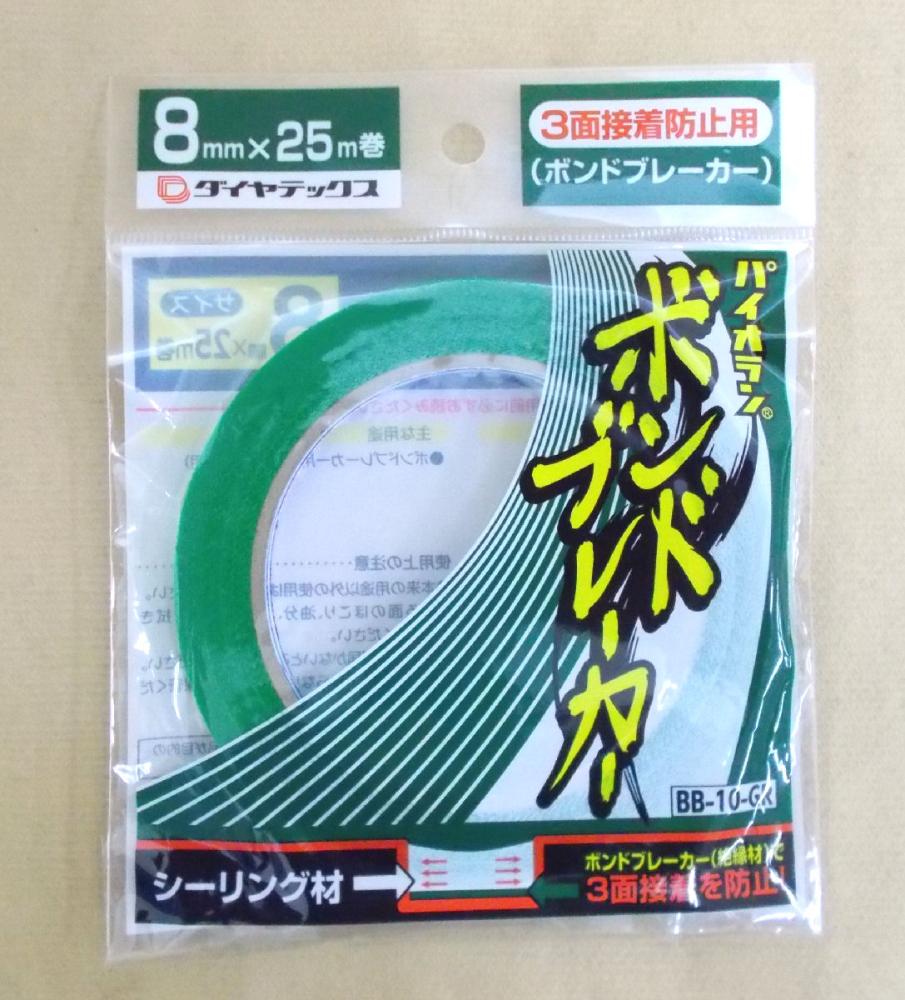 8mm×25m巻
ダイヤテックス
3面接着防止用
(ボンドブレーカー)
パイオラン®
ボンド
ブレーカー
サイズ
8mm×25m巻
主な用途
使用上の注意
BB-10-GR
シーリング材
ボンドブレーカー(絶縁材)で
3面接着を防止!